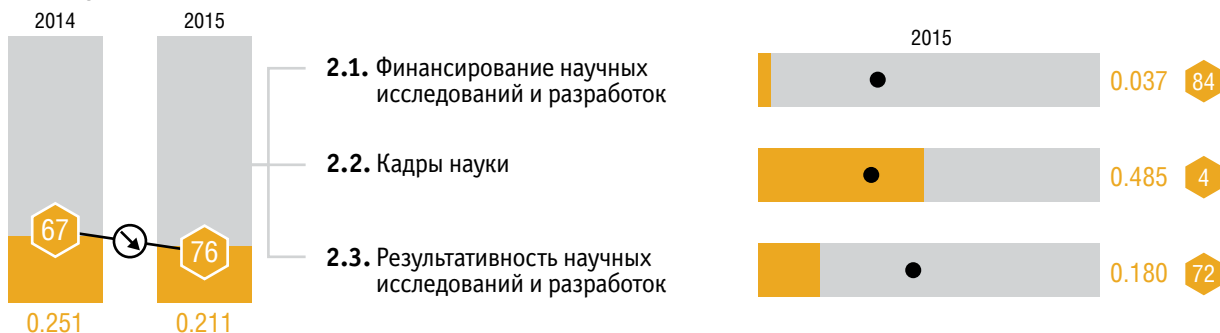 2014
2015
67
76
0.251
0.211
2.1. Финансирование научных
исследований и разработок
2.2. Кадры науки
2.3. Результативность научных
исследований и разработок
2015
0.037
84
0.485
4
0.180
72